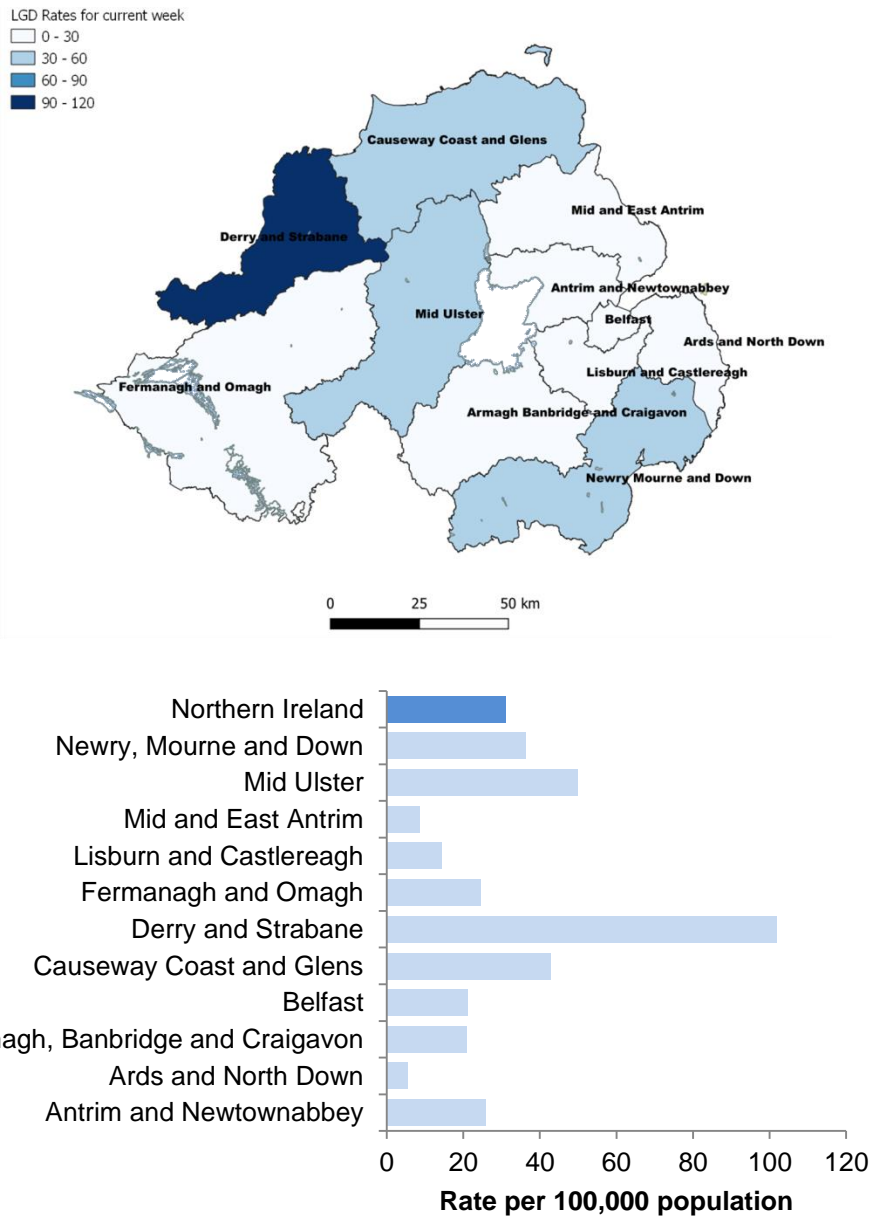 LGD Rates for current week
0 - 30
30 - 60
60 - 90
90 - 120
Causeway Coast and Glens
Mid and East Antrim
Derry and Strabane
Antrim and Newtownabbey
Mid Ulster
Belfast
Ards and North Down
Lisburn and Castlereagh
Fermanagh and Omagh
Armagh Banbridge and Craigavon
Newry Mourne and Down
0 25 50 km
Northern Ireland
Newry, Mourne and Down
Mid Ulster
Mid and East Antrim
Lisburn and Castlereagh
Fermanagh and Omagh
Derry and Strabane
Causeway Coast and Glens
Belfast
agh, Banbridge and Craigavon
Ards and North Down
Antrim and Newtownabbey
0 20 40 60 80 100 120
Rate per 100,000 population